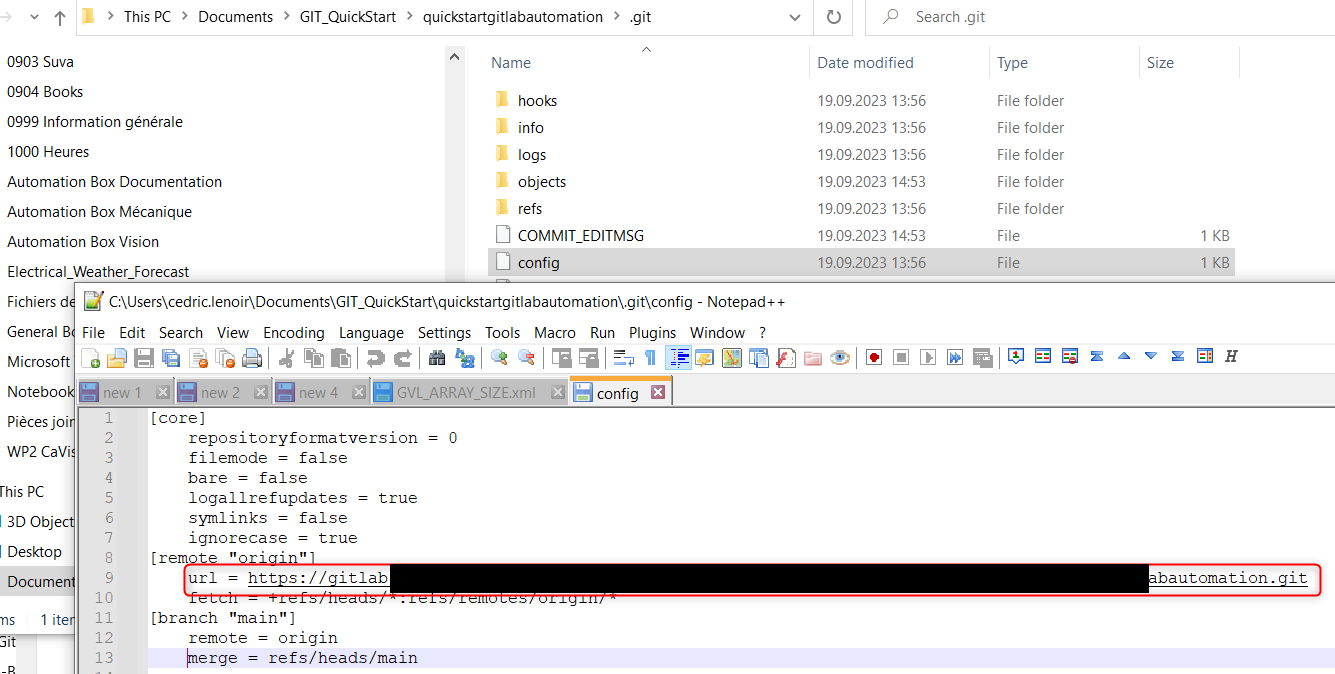 This PC > Documents > GIT_QuickStart > quickstartgitlabautomation > .git
Search .git
0903 Suva
0904 Books
0999 Information générale
1000 Heures
Automation Box Documentation
Automation Box Mécanique
Automation Box Vision
Electrical_Weather_Forecast
Fichiers de
General Bo
Microsoft
Notebook
Pièces join
WP2 CaVis
This PC
3D Object
Desktop
Document
ms 1 iter
Git
-B
Name Date modified Type Size
hooks 19.09.2023 13:56 File folder
info 19.09.2023 13:56 File folder
logs 19.09.2023 13:56 File folder
objects 19.09.2023 14:53 File folder
refs 19.09.2023 13:56 File folder
COMMIT_EDITMSG 19.09.2023 14:53 File 1 KB
config 19.09.2023 13:56 File 1 KB
C:\Users\cedric.lenoir\Documents\GIT_QuickStart\quickstartgitlabautomation\.git\config - Notepad++
File Edit Search View Encoding Language Settings Tools Macro Run Plugins Window ?
new 1 new 2 new 4 GVL_ARRAY_SIZE.xml config
1 [core]
2 repositoryformatversion = 0
3 filemode = false
4 bare = false
5 logallrefupdates = true
6 symlinks = false
7 ignorecase = true
8 [remote "origin"]
9 url = https://gitlab abautomation.git
10 fetch = +refs/heads/*:refs/remotes/origin/*
11 [branch "main"]
12 remote = origin
13 merge = refs/heads/main